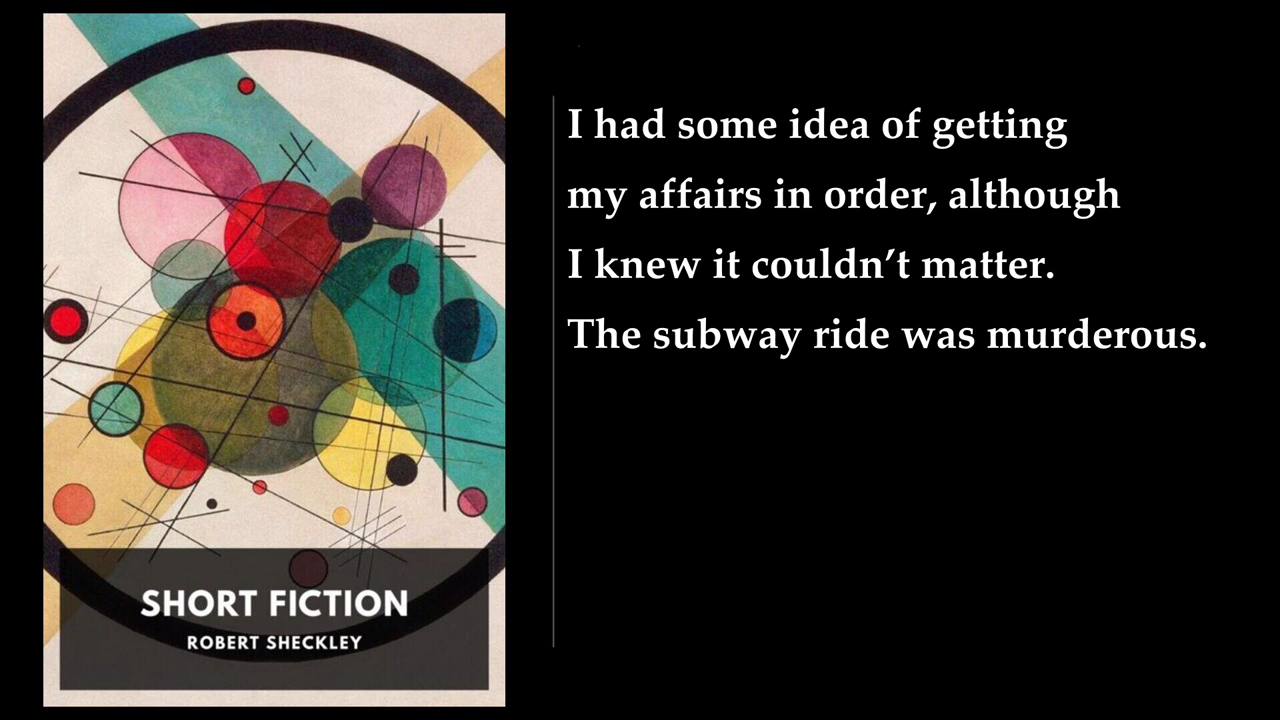 I had some idea of getting
my affairs in order, although
I knew it couldn’t matter.
The subway ride was murderous.
SHORT FICTION
ROBERT SHECKLEY